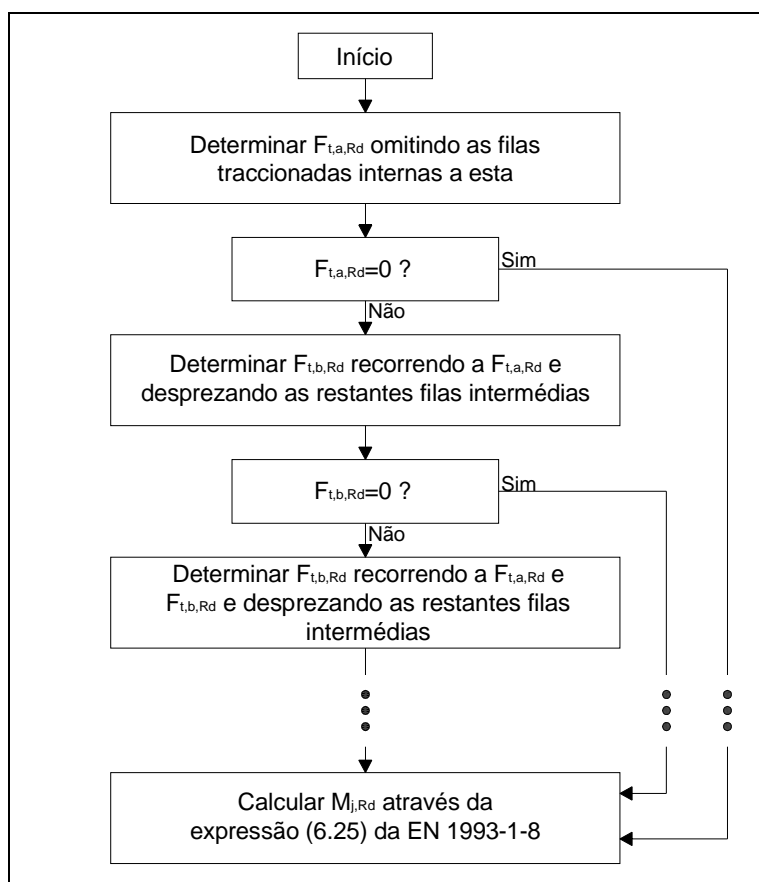 Início
Determinar Ft,a,Rd omitindo as filas
traccionadas internas a esta
Ft,a,Rd=0 ?
Sim
Não
Determinar Ft,b,Rd recorrendo a Ft,a,Rd e
desprezando as restantes filas intermédias
Ft,b,Rd=0 ?
Sim
Não
Determinar Ft,b,Rd recorrendo a Ft,a,Rd e
Ft,b,Rd e desprezando as restantes filas
intermédias
Calcular Mj,Rd através da
expressão (6.25) da EN 1993-1-8